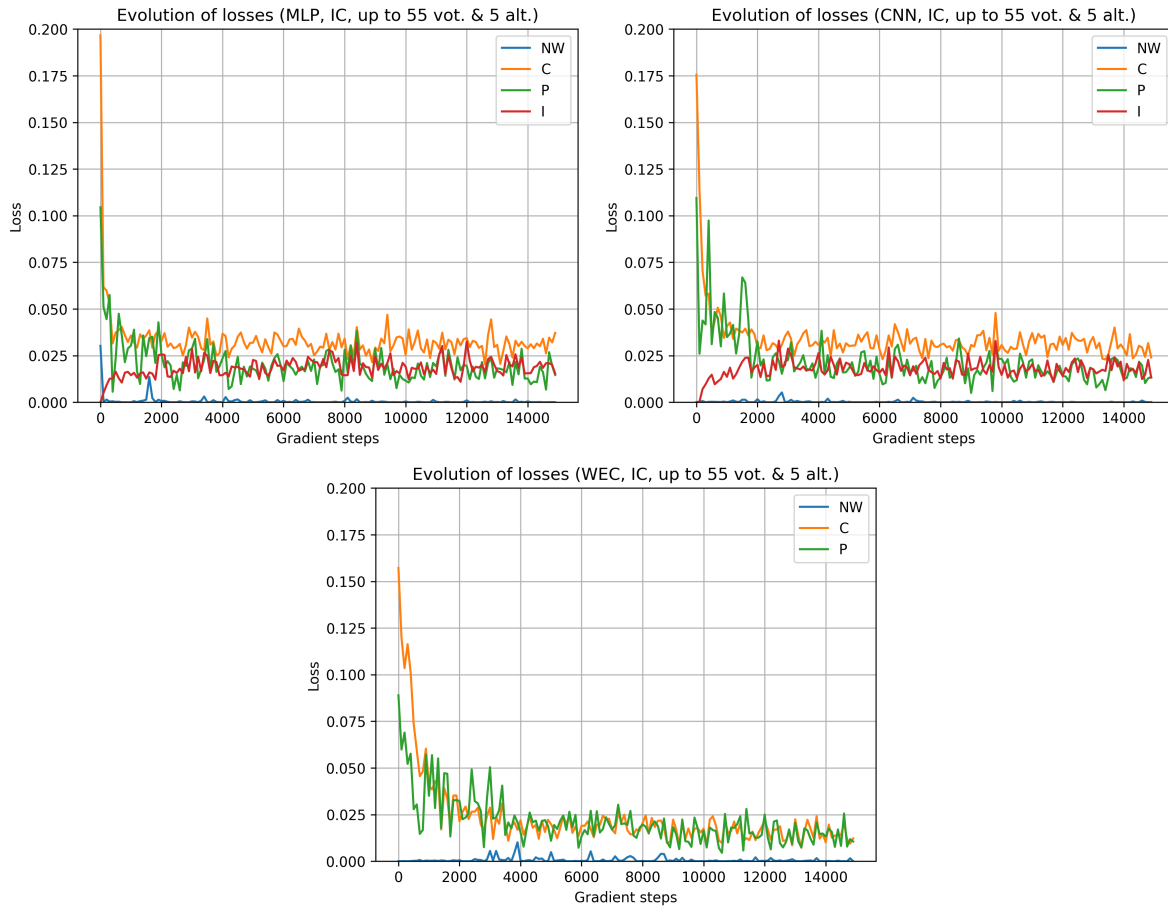 Evolution of losses (MLP, IC, up to 55 vot. & 5 alt.)
0.200
0.175
0.150
0.125
0.100
0.075
0.050
0.025
0.000
Loss
0 2000 4000 6000 8000 10000 12000 14000
Gradient steps
NW
C
P
I
Evolution of losses (CNN, IC, up to 55 vot. & 5 alt.)
0.200
0.175
0.150
0.125
0.100
0.075
0.050
0.025
0.000
Loss
0 2000 4000 6000 8000 10000 12000 14000
Gradient steps
NW
C
P
I
Evolution of losses (WEC, IC, up to 55 vot. & 5 alt.)
0.200
0.175
0.150
0.125
0.100
0.075
0.050
0.025
0.000
Loss
0 2000 4000 6000 8000 10000 12000 14000
Gradient steps
NW
C
P